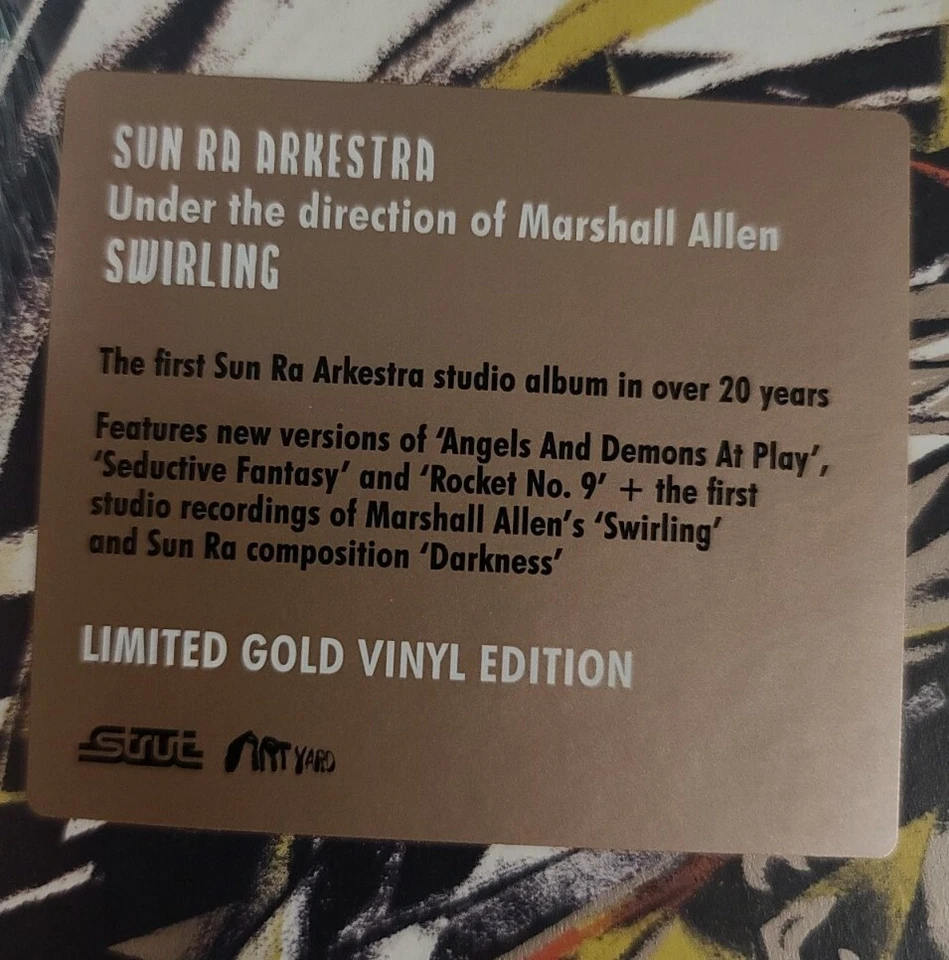 SUN RA ARKESTRA
Under the direction of Marshall Allen
SWIRLING
The first Sun Ra Arkestra studio album in over 20 years
Features new versions of ‘Angels And Demons At Play’,
‘Seductive Fantasy’ and ‘Rocket No. 9’ + the first
studio recordings of Marshall Allen’s ‘Swirling’
and Sun Ra composition ‘Darkness’
LIMITED GOLD VINYL EDITION
strut ART YARD